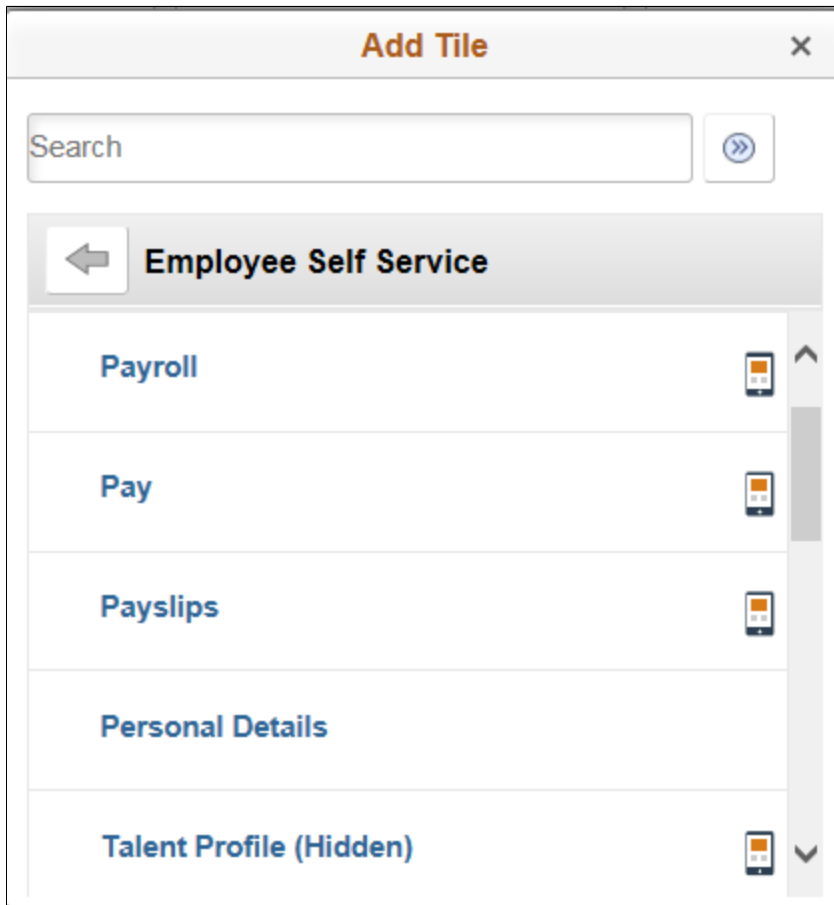 Add Tile
Search
Employee Self Service
Payroll
Pay
Payslips
Personal Details
Talent Profile (Hidden)